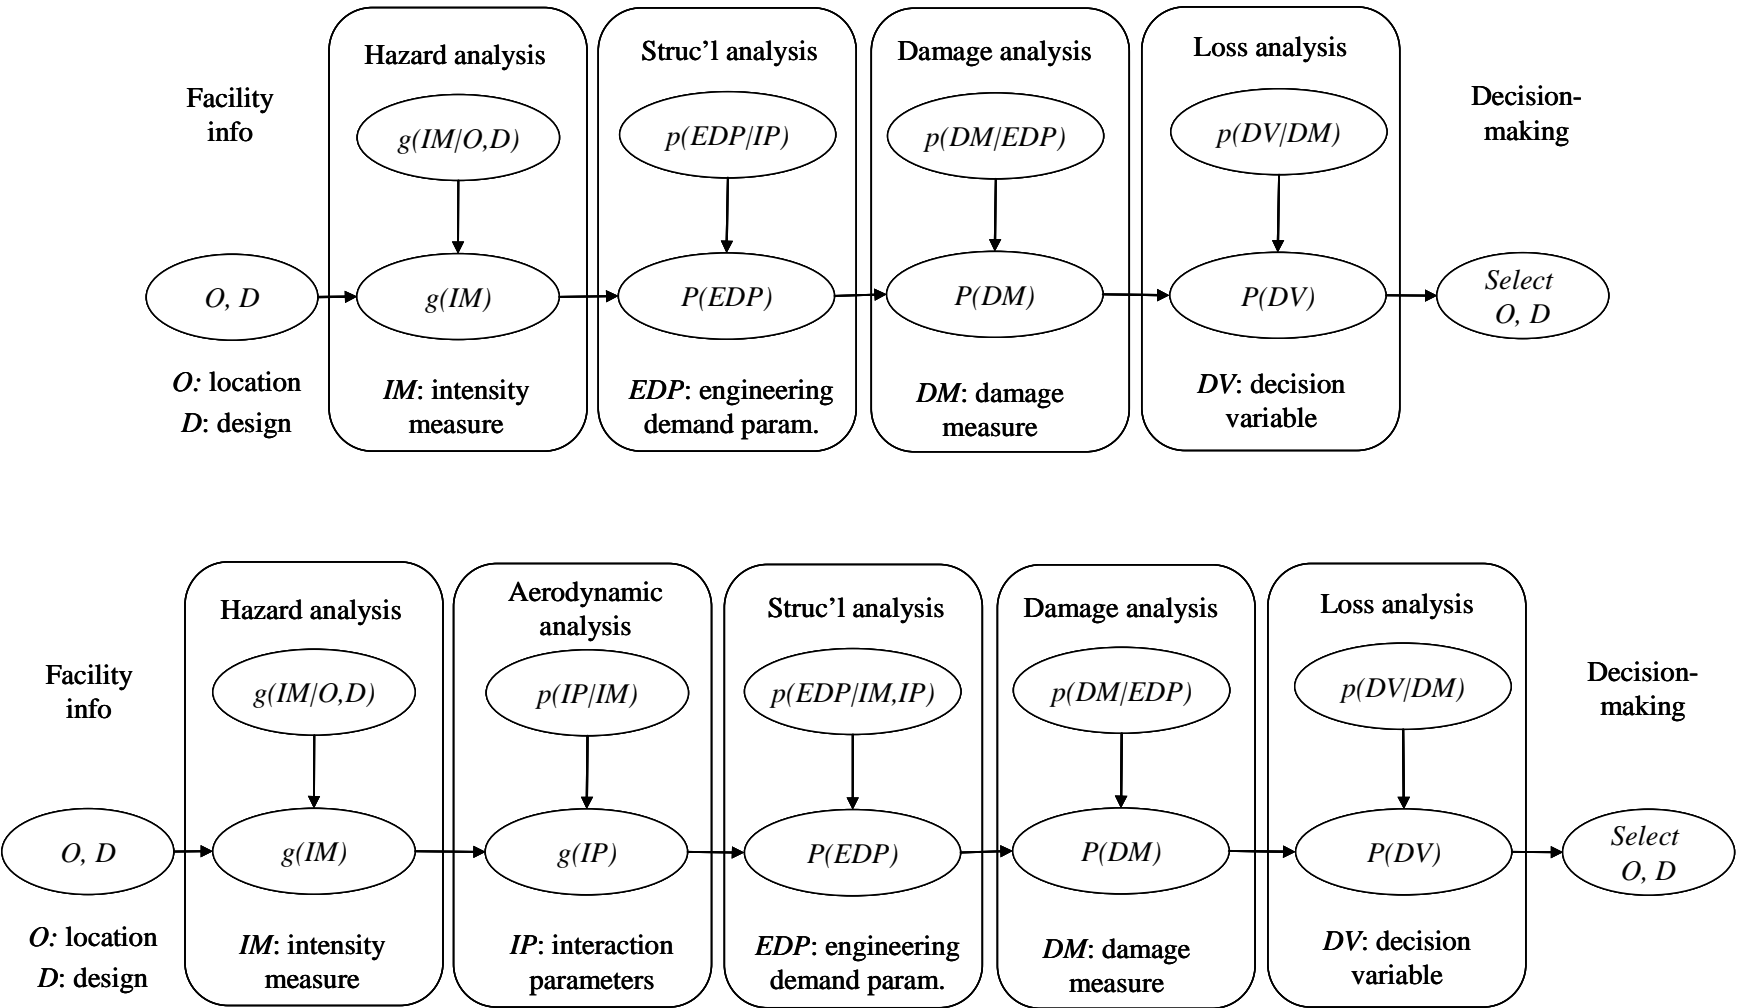 Facility
info
Hazard analysis
Struc'l analysis
Damage analysis
Loss analysis
Decision-
making
g(IM/O,D)
p(EDP/IP)
p(DM/EDP)
p(DV/DM)
O, D
g(IM)
P(EDP)
P(DM)
P(DV)
Select
O, D
O: location
D: design
IM: intensity
measure
EDP: engineering
demand param.
DM: damage
measure
DV: decision
variable
Facility
info
Hazard analysis
Aerodynamic
analysis
Struc'l analysis
Damage analysis
Loss analysis
Decision-
making
g(IM/O,D)
p(IP/IM)
p(EDP/IM,IP)
p(DM/EDP)
p(DV/DM)
O, D
g(IM)
g(IP)
P(EDP)
P(DM)
P(DV)
Select
O, D
O: location
D: design
IM: intensity
measure
IP: interaction
parameters
EDP: engineering
demand param.
DM: damage
measure
DV: decision
variable